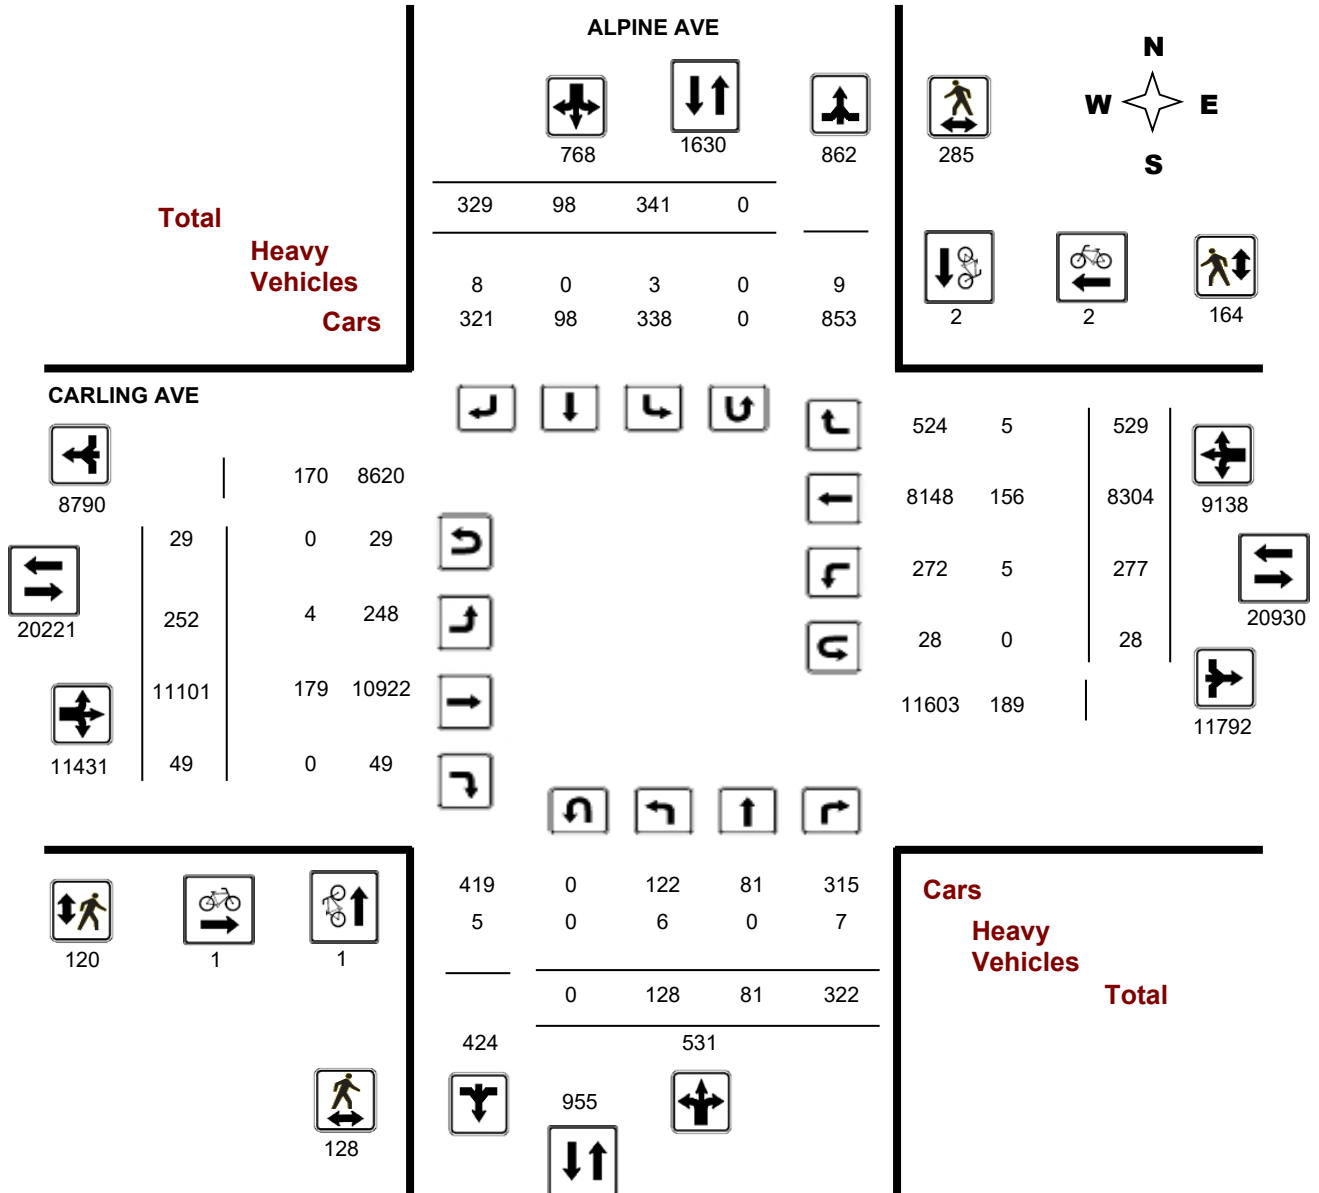 ALPINE AVE
N
W E
S
768 1630 862 285
329 98 341 0
Total
Heavy
Vehicles 8 0 3 0 9
Cars 321 98 338 0 853
2 2 164
CARLING AVE
524 5 529
170 8620
8790
8148 156 8304 9138
29 0 29
272 5 277
252 4 248
20221
20930
28 0 28
11101 179 10922
11603 189
11792
11431 49 0 49
419 0 122 81 315
5 0 6 0 7
Cars
Heavy
Vehicles
120 1 1
0 128 81 322
Total
424 531
955
128